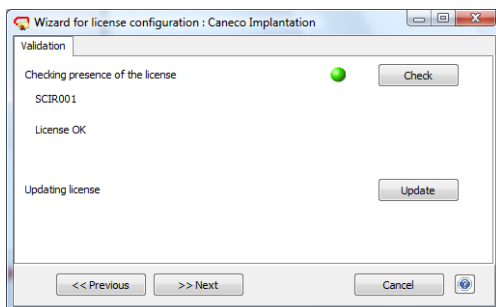 Wizard for license configuration : Caneco Implantation
Validation
Checking presence of the license
Check
SCIR001
License OK
Updating license
Update
<< Previous
>> Next
Cancel